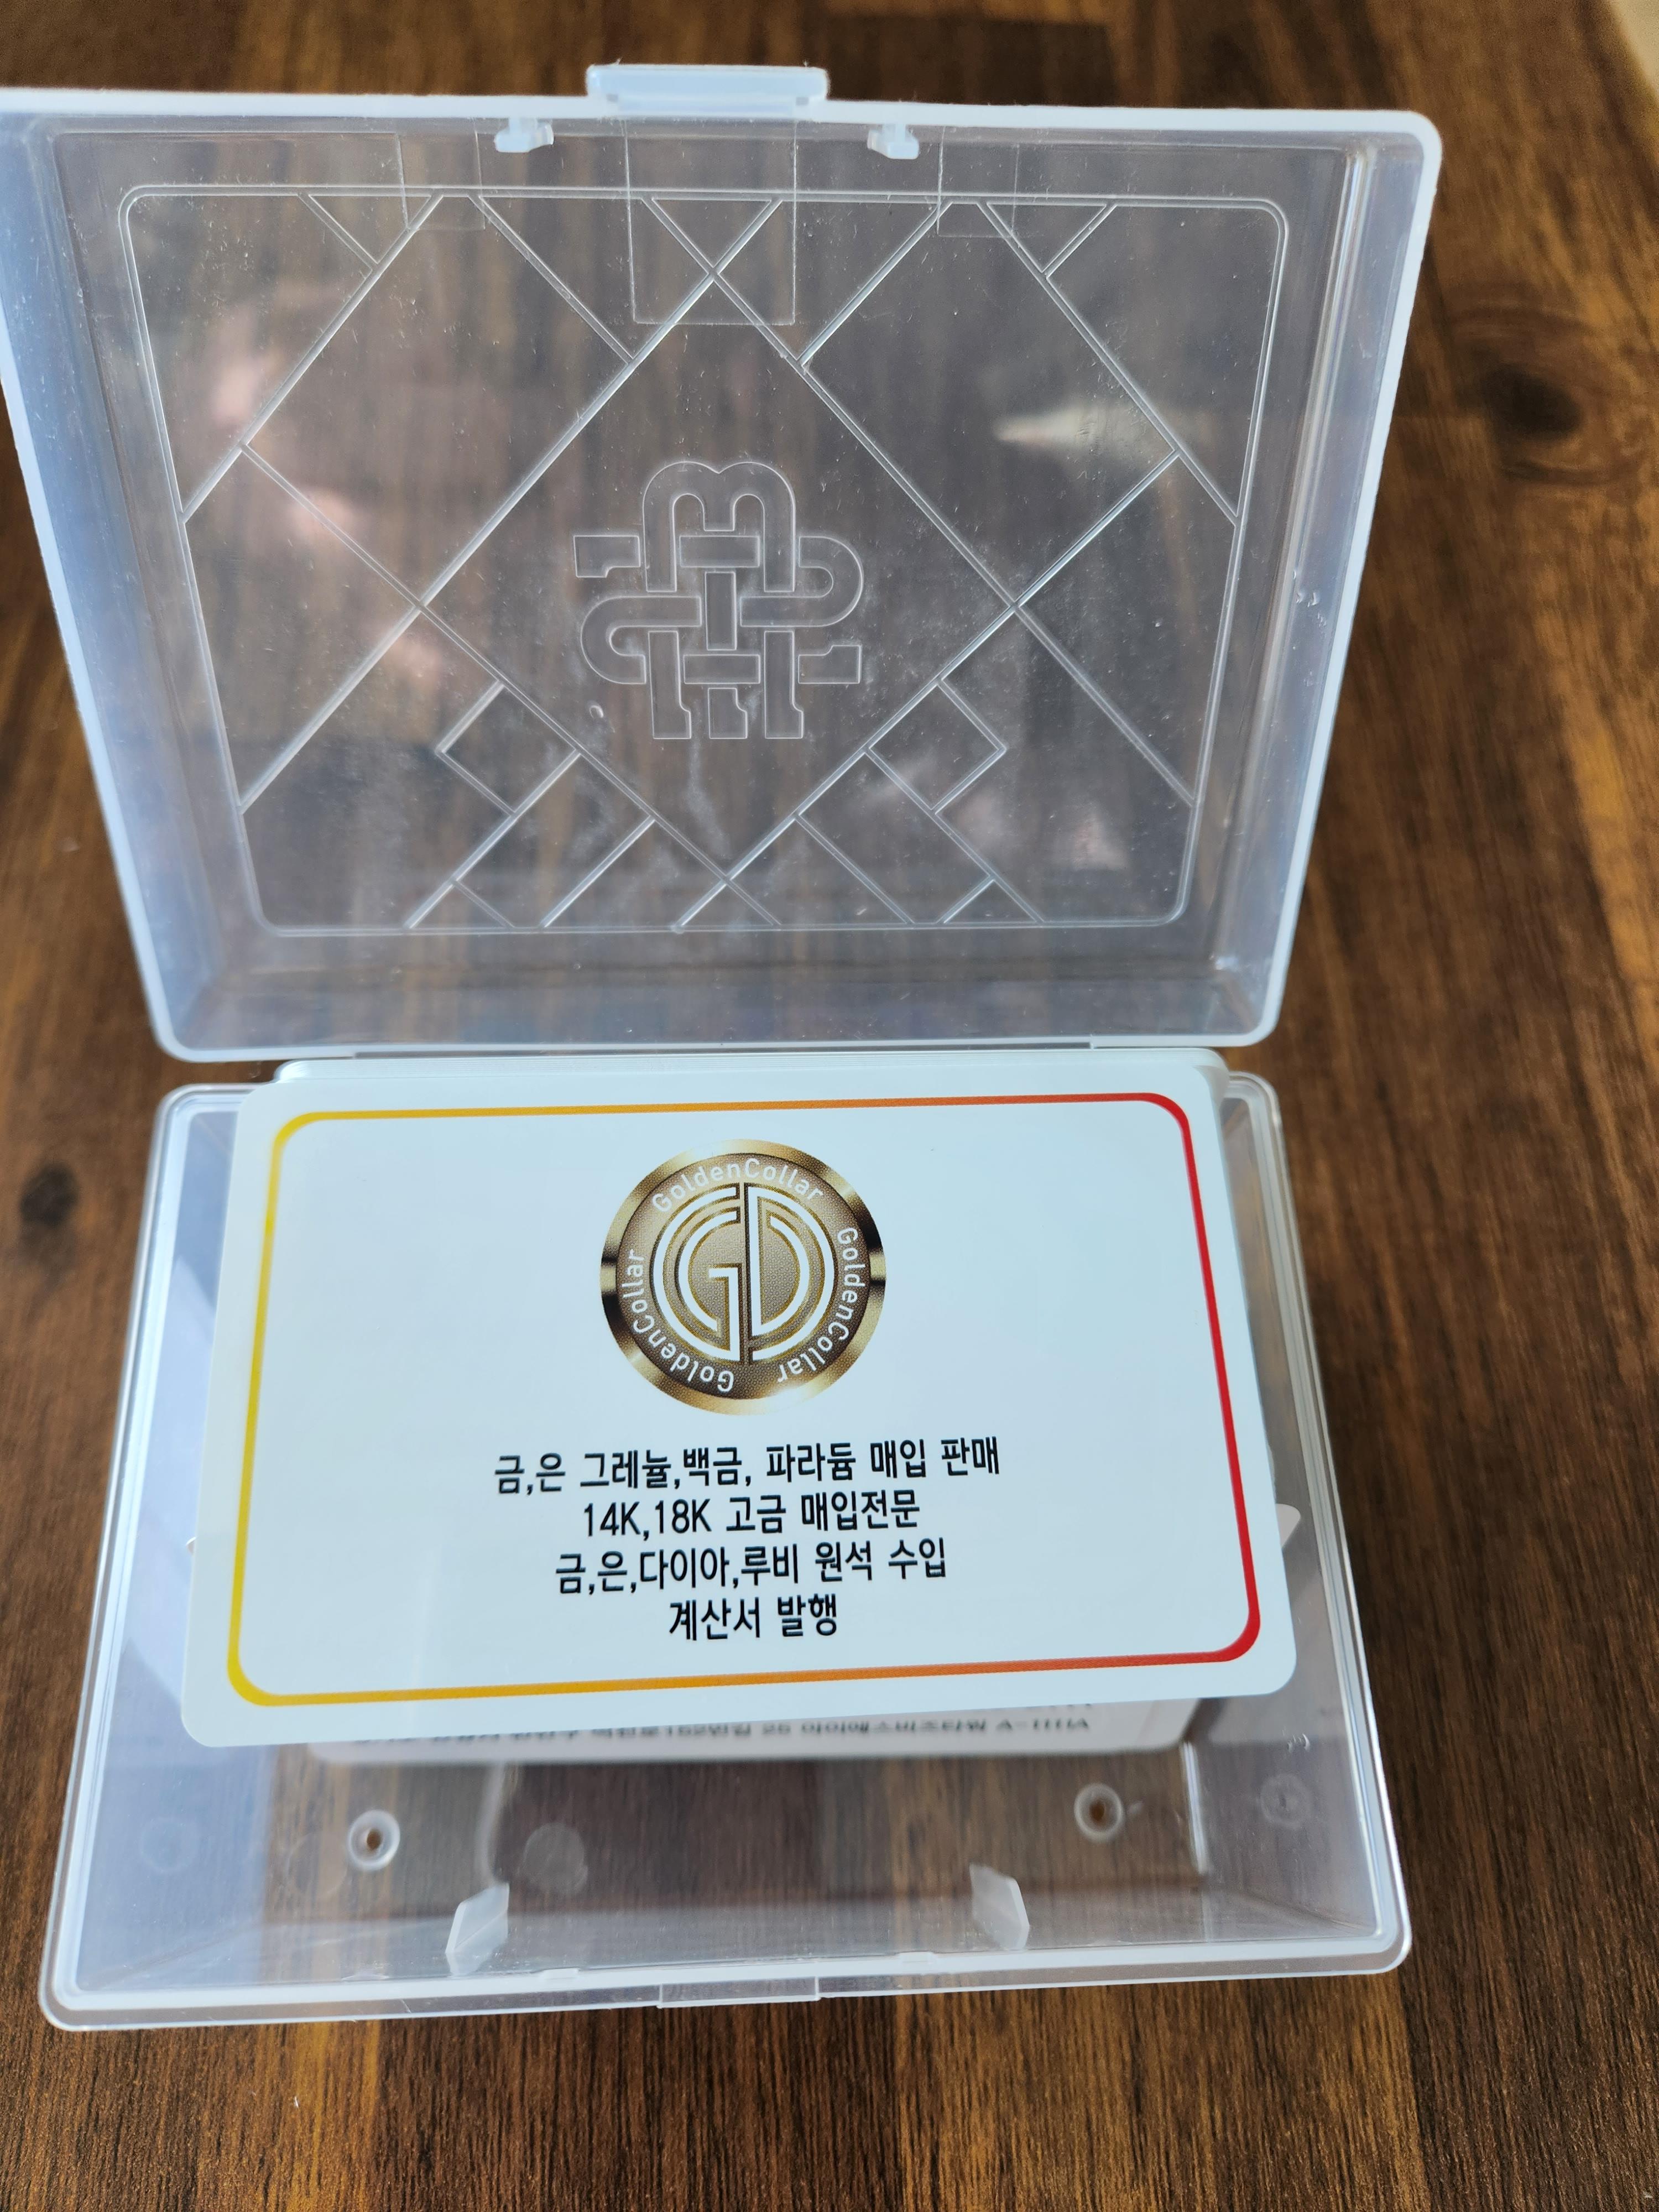 GoldenCollar GoldenCollar GoldenCollar
GD
금,은 그레뉼,백금, 파라듐 매입 판매
14K,18K 고금 매입전문
금,은,다이아,루비 원석 수입
계산서 발행